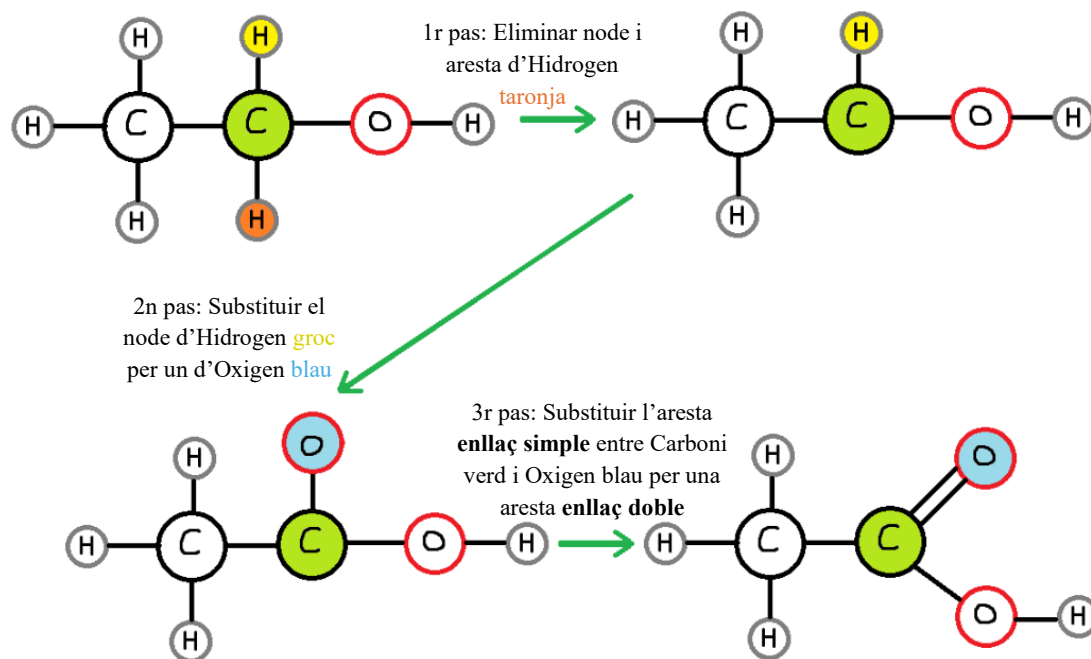 H
H
H
C
C
O
H
H
H
1r pas: Eliminar node i
aresta d’Hidrogen
taronja
H
H
H
C
C
O
H
H
2n pas: Substituir el
node d’Hidrogen groc
per un d’Oxigen blau
O
H
H
C
C
O
H
H
3r pas: Substituir l’aresta
enllaç simple entre Carboni
verd i Oxigen blau per una
aresta enllaç doble
H
O
H
C
C
O
H
H